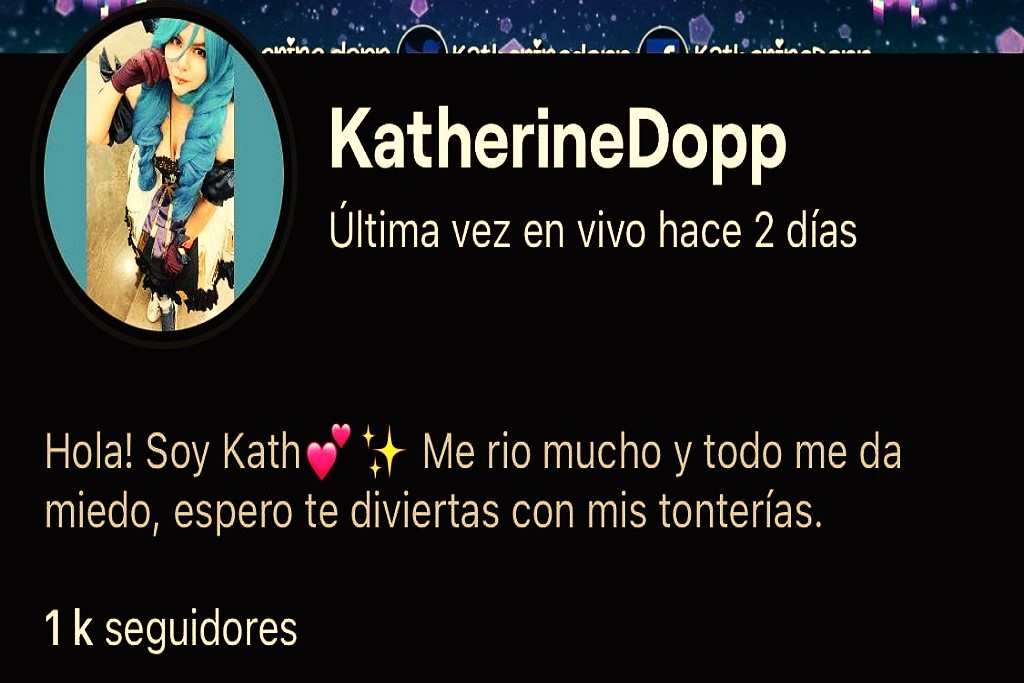 KatherineDopp
Última vez en vivo hace 2 días
Hola! Soy Kath💕✨ Me rio mucho y todo me da
miedo, espero te diviertas con mis tonterías.
1 k seguidores